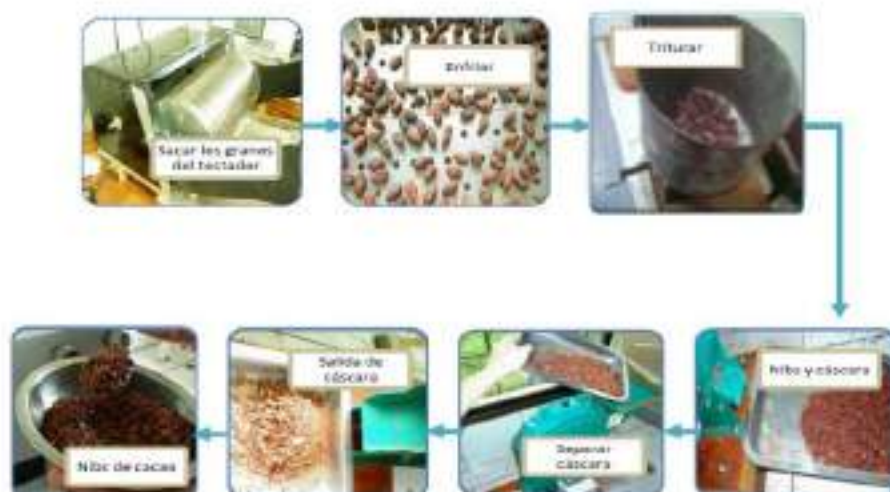 Sacar los granos
del tostador
Enfriar
Triturar
Nibs y cáscara
Separar
cáscara
Salida de
cáscara
Nibs de cacao